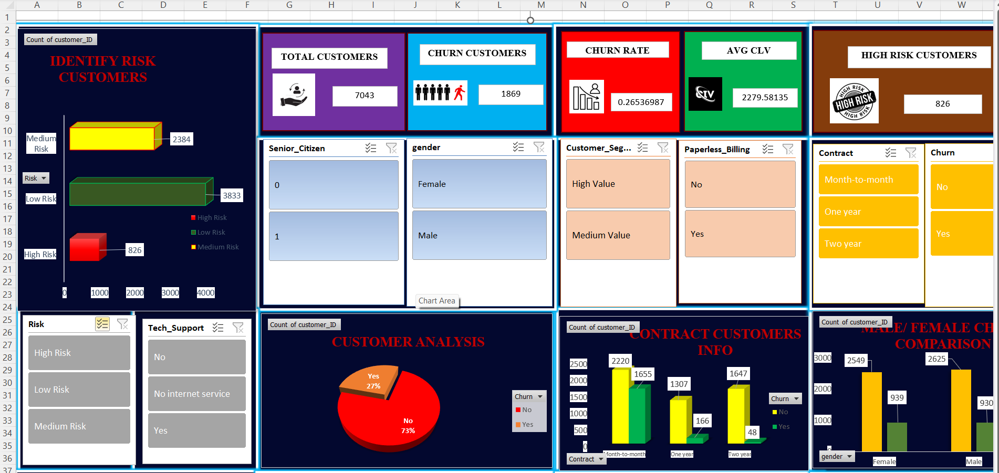 A B C D E F G H I J K L M N O P Q R S T U V W
1
2
3
4
5
6
7
8
9
10
11
12
13
14
15
16
17
18
19
20
21
22
23
24
25
26
27
28
29
30
31
32
33
34
35
36
37
Count of customer_ID
IDENTIFY RISK
CUSTOMERS
Medium
Risk
2384
Risk
Low Risk
3833
High Risk
826
High Risk
Low Risk
Medium Risk
0 1000 2000 3000 4000
TOTAL CUSTOMERS
7043
CHURN CUSTOMERS
1869
CHURN RATE
0.26536987
AVG CLV
CLV
2279.58135
HIGH RISK CUSTOMERS
HIGH RISK
HIGH RISK
HIGH RISK
826
Senior_Citizen
0
1
gender
Female
Male
Chart Area
Customer_Seg...
High Value
Medium Value
Paperless_Billing
No
Yes
Contract
Month-to-month
One year
Two year
Churn
No
Yes
Risk
High Risk
Low Risk
Medium Risk
Tech_Support
No
No internet service
Yes
Count of customer_ID
CUSTOMER ANALYSIS
Yes
27%
No
73%
Churn
No
Yes
Count of customer_ID
CONTRACT CUSTOMERS
INFO
2500
2000
1500
1000
500
0
2220
1655
1307
166
1647
48
Month-to-month
One year
Two year
Churn
No
Yes
Contract
Count of customer_ID
MALE/ FEMALE CH
COMPARISON
3000
2000
1000
0
2549
939
2625
930
gender
Female
Male